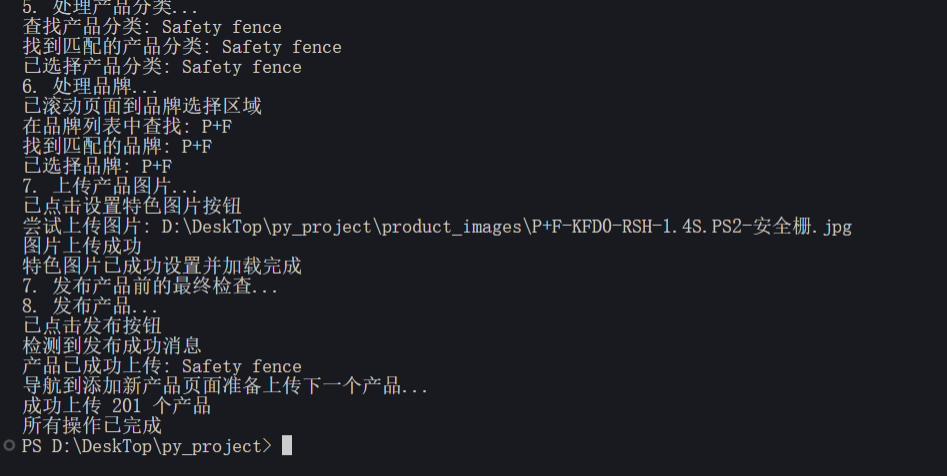 5. 处理产品分类...
查找产品分类: Safety fence
找到匹配的产品分类: Safety fence
已选择产品分类: Safety fence
6. 处理品牌...
已滚动页面到品牌选择区域
在品牌列表中查找: P+F
找到匹配的品牌: P+F
已选择品牌: P+F
7. 上传产品图片...
已点击设置特色图片按钮
尝试上传图片: D:\DeskTop\py_project\product_images\P+F-KFD0-RSH-1.4S.PS2-安全栅.jpg
图片上传成功
特色图片已成功设置并加载完成
7. 发布产品前的最终检查...
8. 发布产品...
已点击发布按钮
检测到发布成功消息
产品已成功上传: Safety fence
导航到添加新产品页面准备上传下一个产品...
成功上传 201 个产品
所有操作已完成
PS D:\DeskTop\py_project>